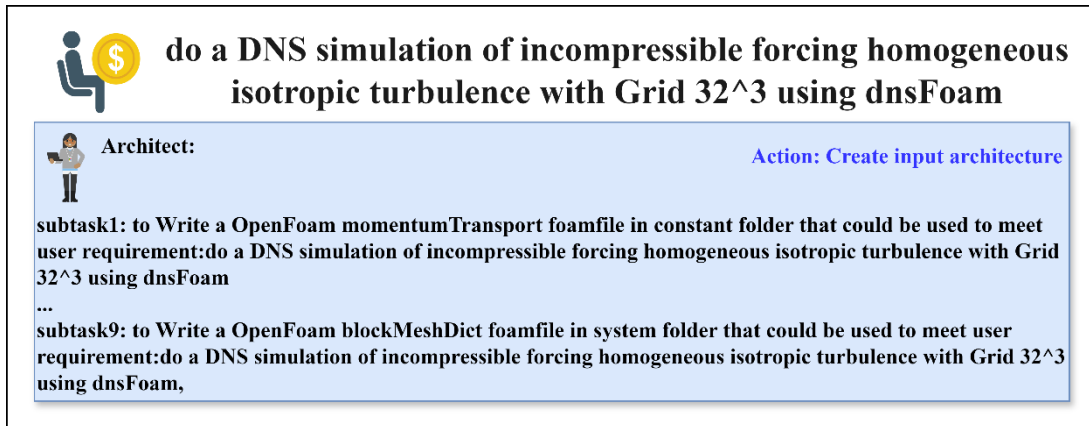 $
do a DNS simulation of incompressible forcing homogeneous
isotropic turbulence with Grid 32^3 using dnsFoam
Architect:
Action: Create input architecture
subtask1: to Write a OpenFoam momentumTransport foamfile in constant folder that could be used to meet
user requirement:do a DNS simulation of incompressible forcing homogeneous isotropic turbulence with Grid
32^3 using dnsFoam
...
subtask9: to Write a OpenFoam blockMeshDict foamfile in system folder that could be used to meet user
requirement:do a DNS simulation of incompressible forcing homogeneous isotropic turbulence with Grid 32^3
using dnsFoam,